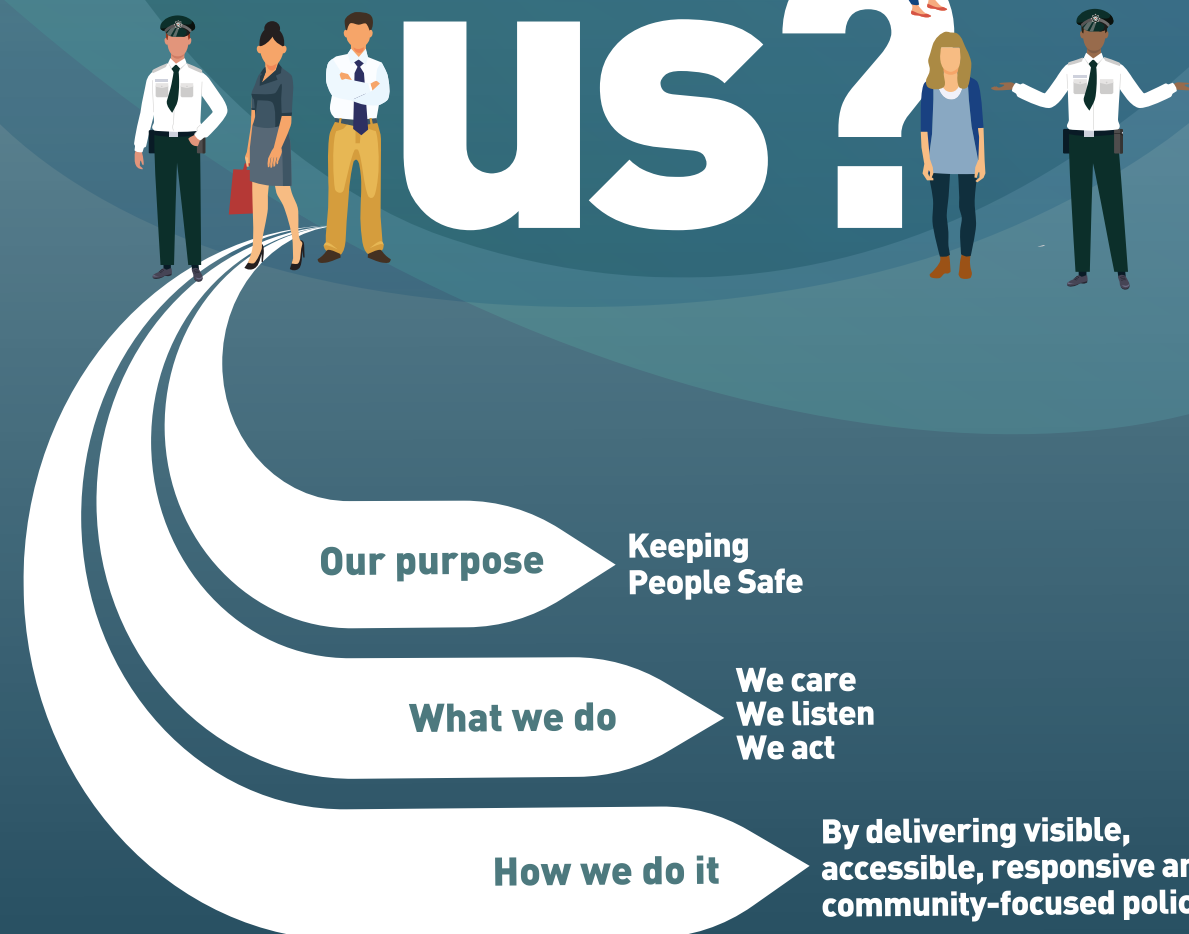 us?
Our purpose
Keeping
People Safe
What we do
We care
We listen
We act
How we do it
By delivering visible,
accessible, responsive
community-focused